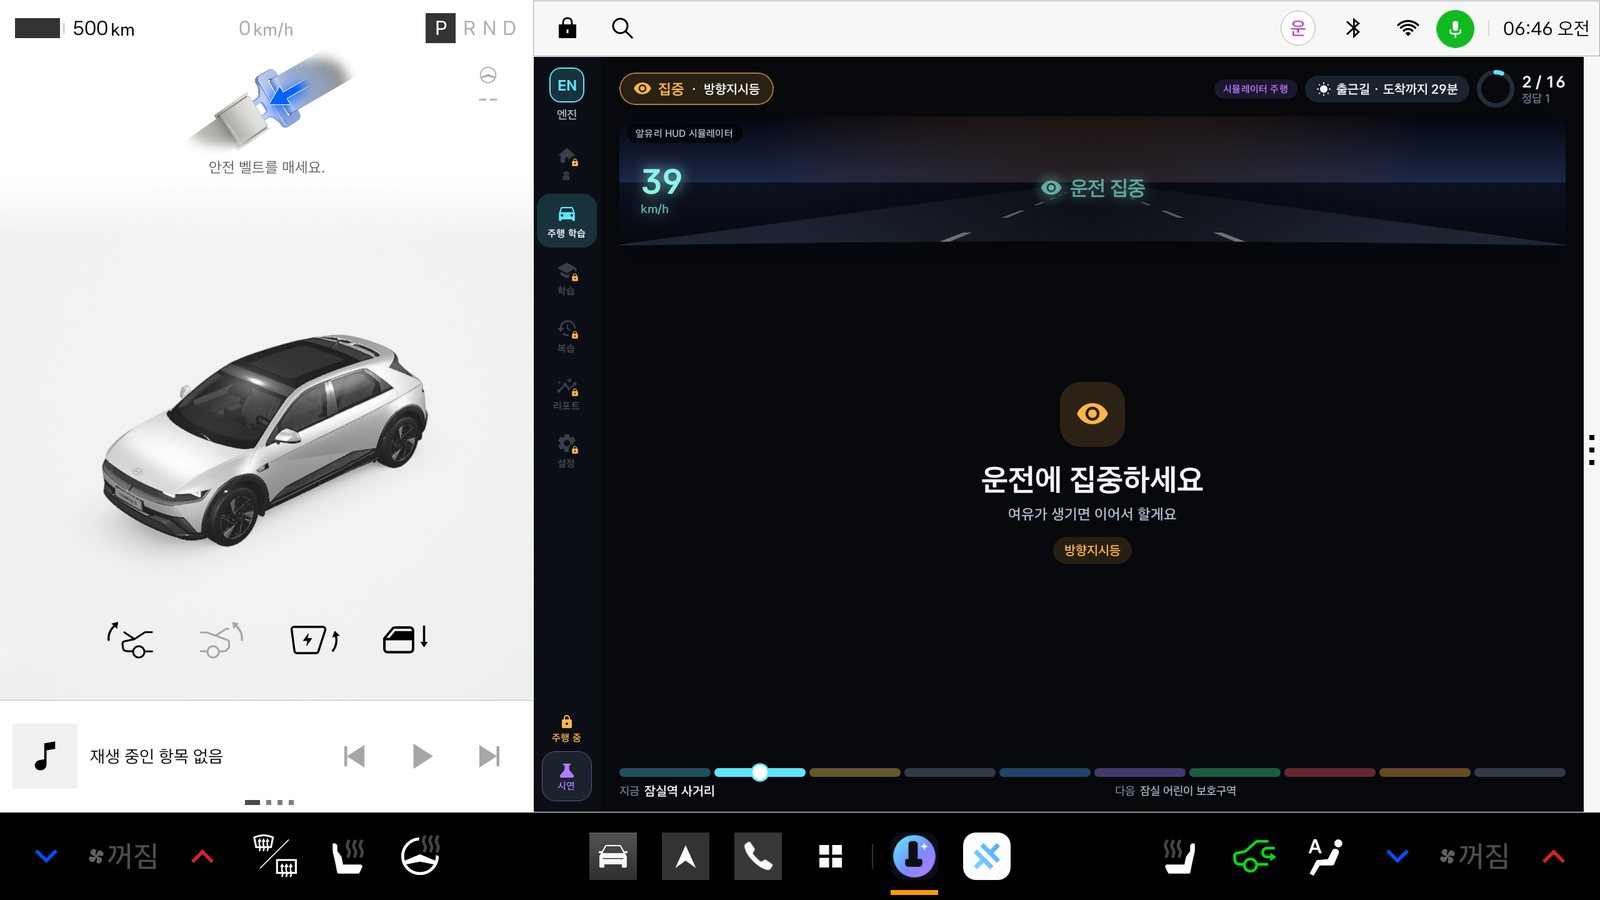 500 km
0 km/h
P R N D
운
06:46 오전
--
안전 벨트를 매세요.
재생 중인 항목 없음
EN
엔진
홈
주행 학습
학습
복습
리포트
설정
주행 중
시연
집중 · 방향지시등
시뮬레이터 주행
출근길 · 도착까지 29분
2 / 16
정답 1
앞유리 HUD 시뮬레이터
39
km/h
운전 집중
운전에 집중하세요
여유가 생기면 이어서 할게요
방향지시등
지금 잠실역 사거리
다음 잠실 어린이 보호구역
꺼짐
A
꺼짐